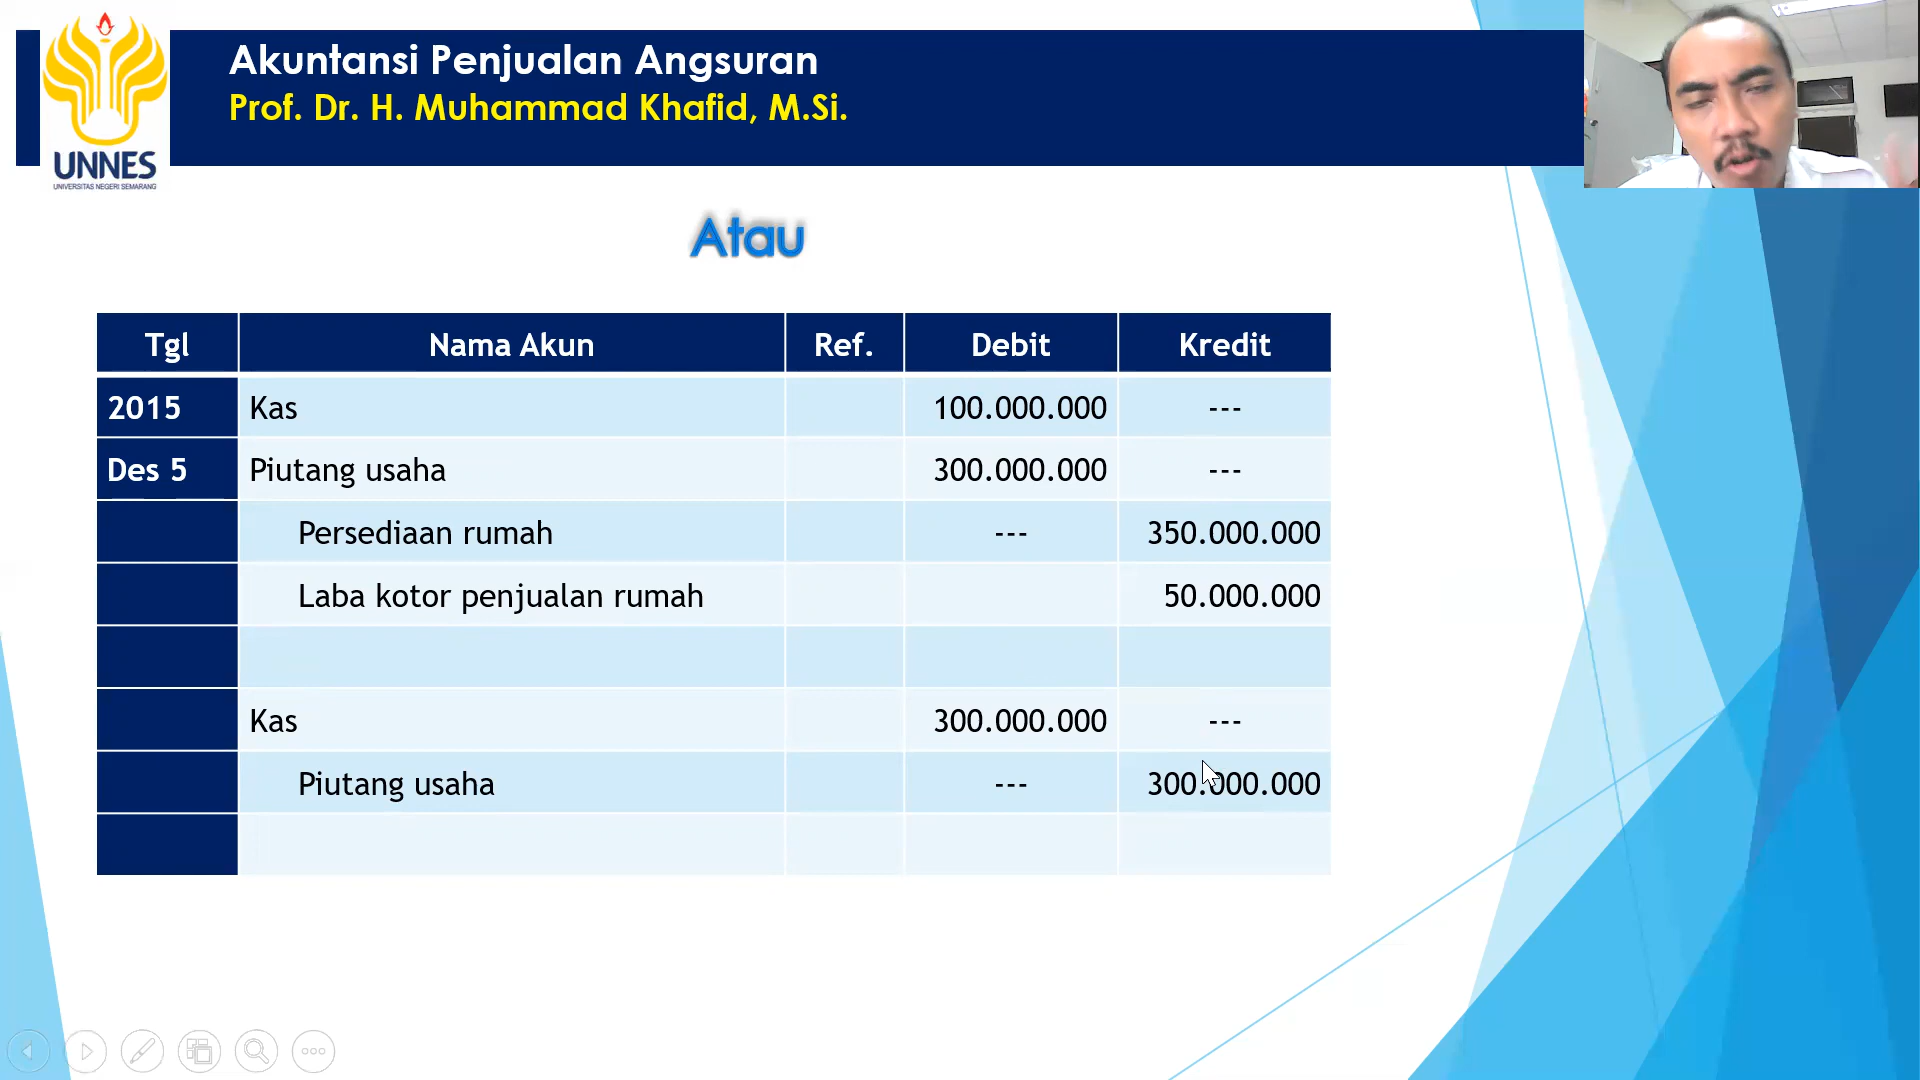 Akuntansi Penjualan Angsuran
Prof. Dr. H. Muhammad Khafid, M.Si.
UNNES
UNIVERSITAS NEGERI SEMARANG
Atau
Tgl Nama Akun Ref. Debit Kredit
2015 Kas 100.000.000 ---
Des 5 Piutang usaha 300.000.000 ---
Persediaan rumah --- 350.000.000
Laba kotor penjualan rumah 50.000.000
Kas 300.000.000 ---
Piutang usaha --- 300.000.000